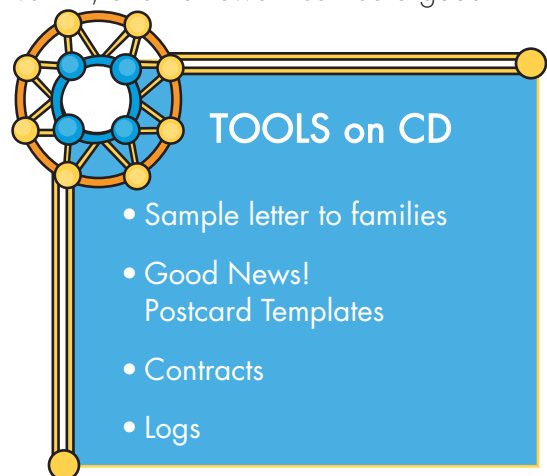 TOOLS on CD
• Sample letter to families
• Good News!
Postcard Templates
• Contracts
• Logs